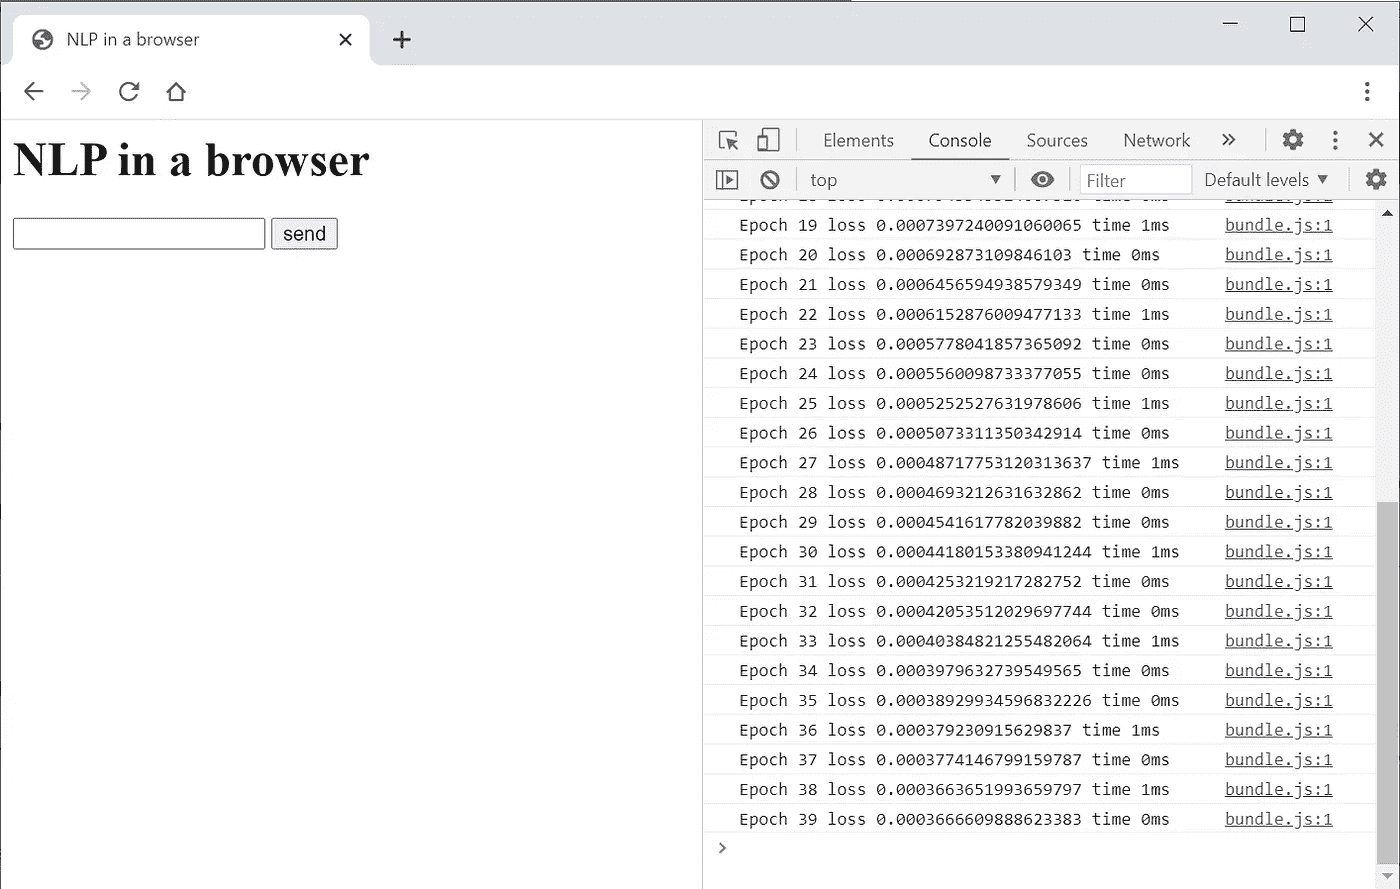 NLP in a browser
NLP in a browser
send
Elements Console Sources Network
top Filter Default levels
Epoch 19 loss 0.0007397240091060065 time 1ms bundle.js:1
Epoch 20 loss 0.000692873109846103 time 0ms bundle.js:1
Epoch 21 loss 0.0006456594938579349 time 0ms bundle.js:1
Epoch 22 loss 0.0006152876009477133 time 1ms bundle.js:1
Epoch 23 loss 0.0005778041857365092 time 0ms bundle.js:1
Epoch 24 loss 0.0005560098733377055 time 0ms bundle.js:1
Epoch 25 loss 0.0005252527631978606 time 1ms bundle.js:1
Epoch 26 loss 0.0005073311350342914 time 0ms bundle.js:1
Epoch 27 loss 0.00048717753120313637 time 1ms bundle.js:1
Epoch 28 loss 0.0004693212631632862 time 0ms bundle.js:1
Epoch 29 loss 0.0004541617782039882 time 0ms bundle.js:1
Epoch 30 loss 0.00044180153380941244 time 1ms bundle.js:1
Epoch 31 loss 0.0004253219217282752 time 0ms bundle.js:1
Epoch 32 loss 0.00042053512029697744 time 0ms bundle.js:1
Epoch 33 loss 0.00040384821255482064 time 1ms bundle.js:1
Epoch 34 loss 0.0003979632739549565 time 0ms bundle.js:1
Epoch 35 loss 0.00038929934596832226 time 0ms bundle.js:1
Epoch 36 loss 0.000379230915629837 time 1ms bundle.js:1
Epoch 37 loss 0.0003774146799159787 time 0ms bundle.js:1
Epoch 38 loss 0.0003663651993659797 time 1ms bundle.js:1
Epoch 39 loss 0.0003666609888623383 time 0ms bundle.js:1